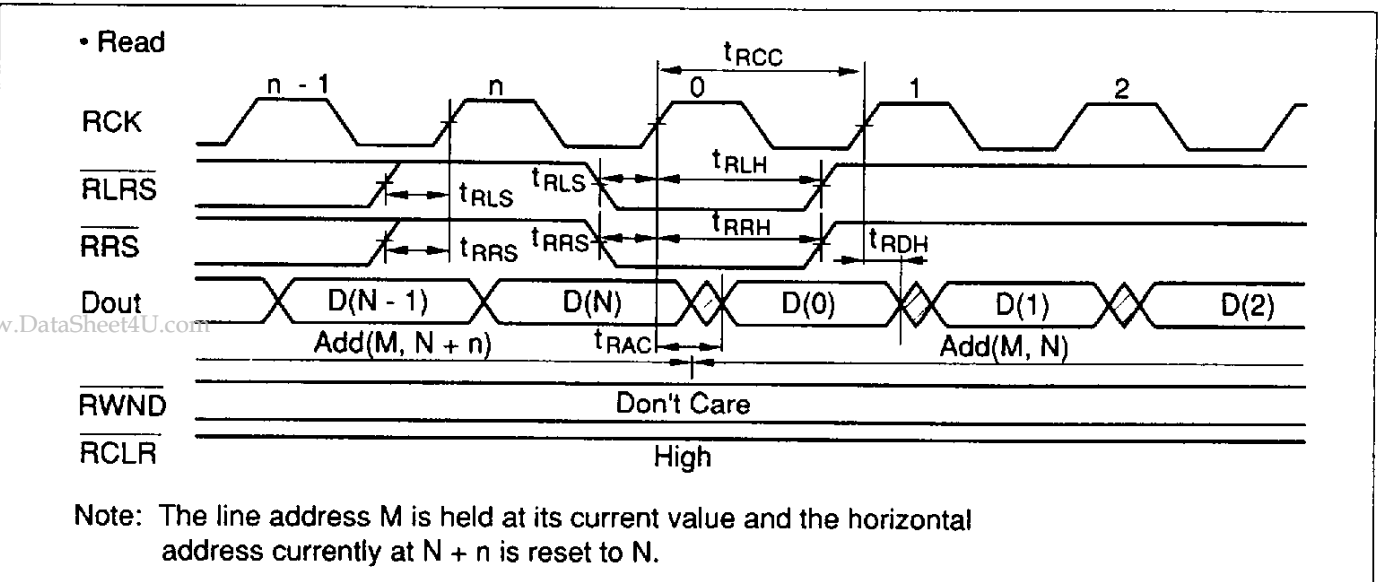 • Read
tRCC
n - 1 n 0 1 2
RCK
RLRS
tRLS tRLS tRLH
RRS
tRRS tRRS tRRH tRDH
Dout D(N - 1) D(N) D(0) D(1) D(2)
w.DataSheet4U.com
Add(M, N + n) tRAC Add(M, N)
RWND Don't Care
RCLR High
Note: The line address M is held at its current value and the horizontal
address currently at N + n is reset to N.